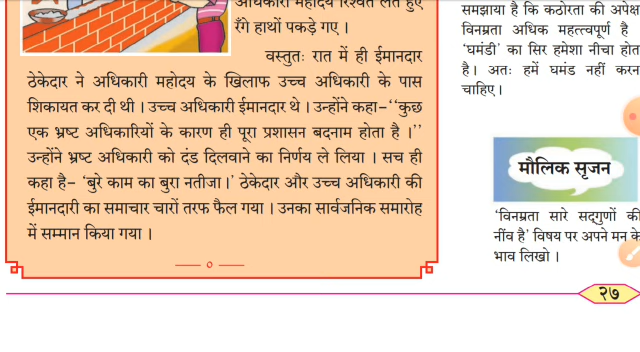 अधिकारी महोदय रिश्वत लेते हुए
रँगे हाथों पकड़े गए ।
वस्तुतः रात में ही ईमानदार
ठेकेदार ने अधिकारी महोदय के खिलाफ उच्च अधिकारी के पास
शिकायत कर दी थी । उच्च अधिकारी ईमानदार थे । उन्होंने कहा-‘‘कुछ
एक भ्रष्ट अधिकारियों के कारण ही पूरा प्रशासन बदनाम होता है ।’’
उन्होंने भ्रष्ट अधिकारी को दंड दिलवाने का निर्णय ले लिया । सच ही
कहा है- ‘बुरे काम का बुरा नतीजा ।’ ठेकेदार और उच्च अधिकारी की
ईमानदारी का समाचार चारों तरफ फैल गया । उनका सार्वजनिक समारोह
में सम्मान किया गया ।
समझाया है कि कठोरता की अपेक्ष
विनम्रता अधिक महत्त्वपूर्ण है
‘घमंडी’ का सिर हमेशा नीचा होत
है। अतः हमें घमंड नहीं करन
चाहिए ।
मौलिक सृजन
‘विनम्रता सारे सद्गुणों की
नींव है’ विषय पर अपने मन के
भाव लिखो ।
२७